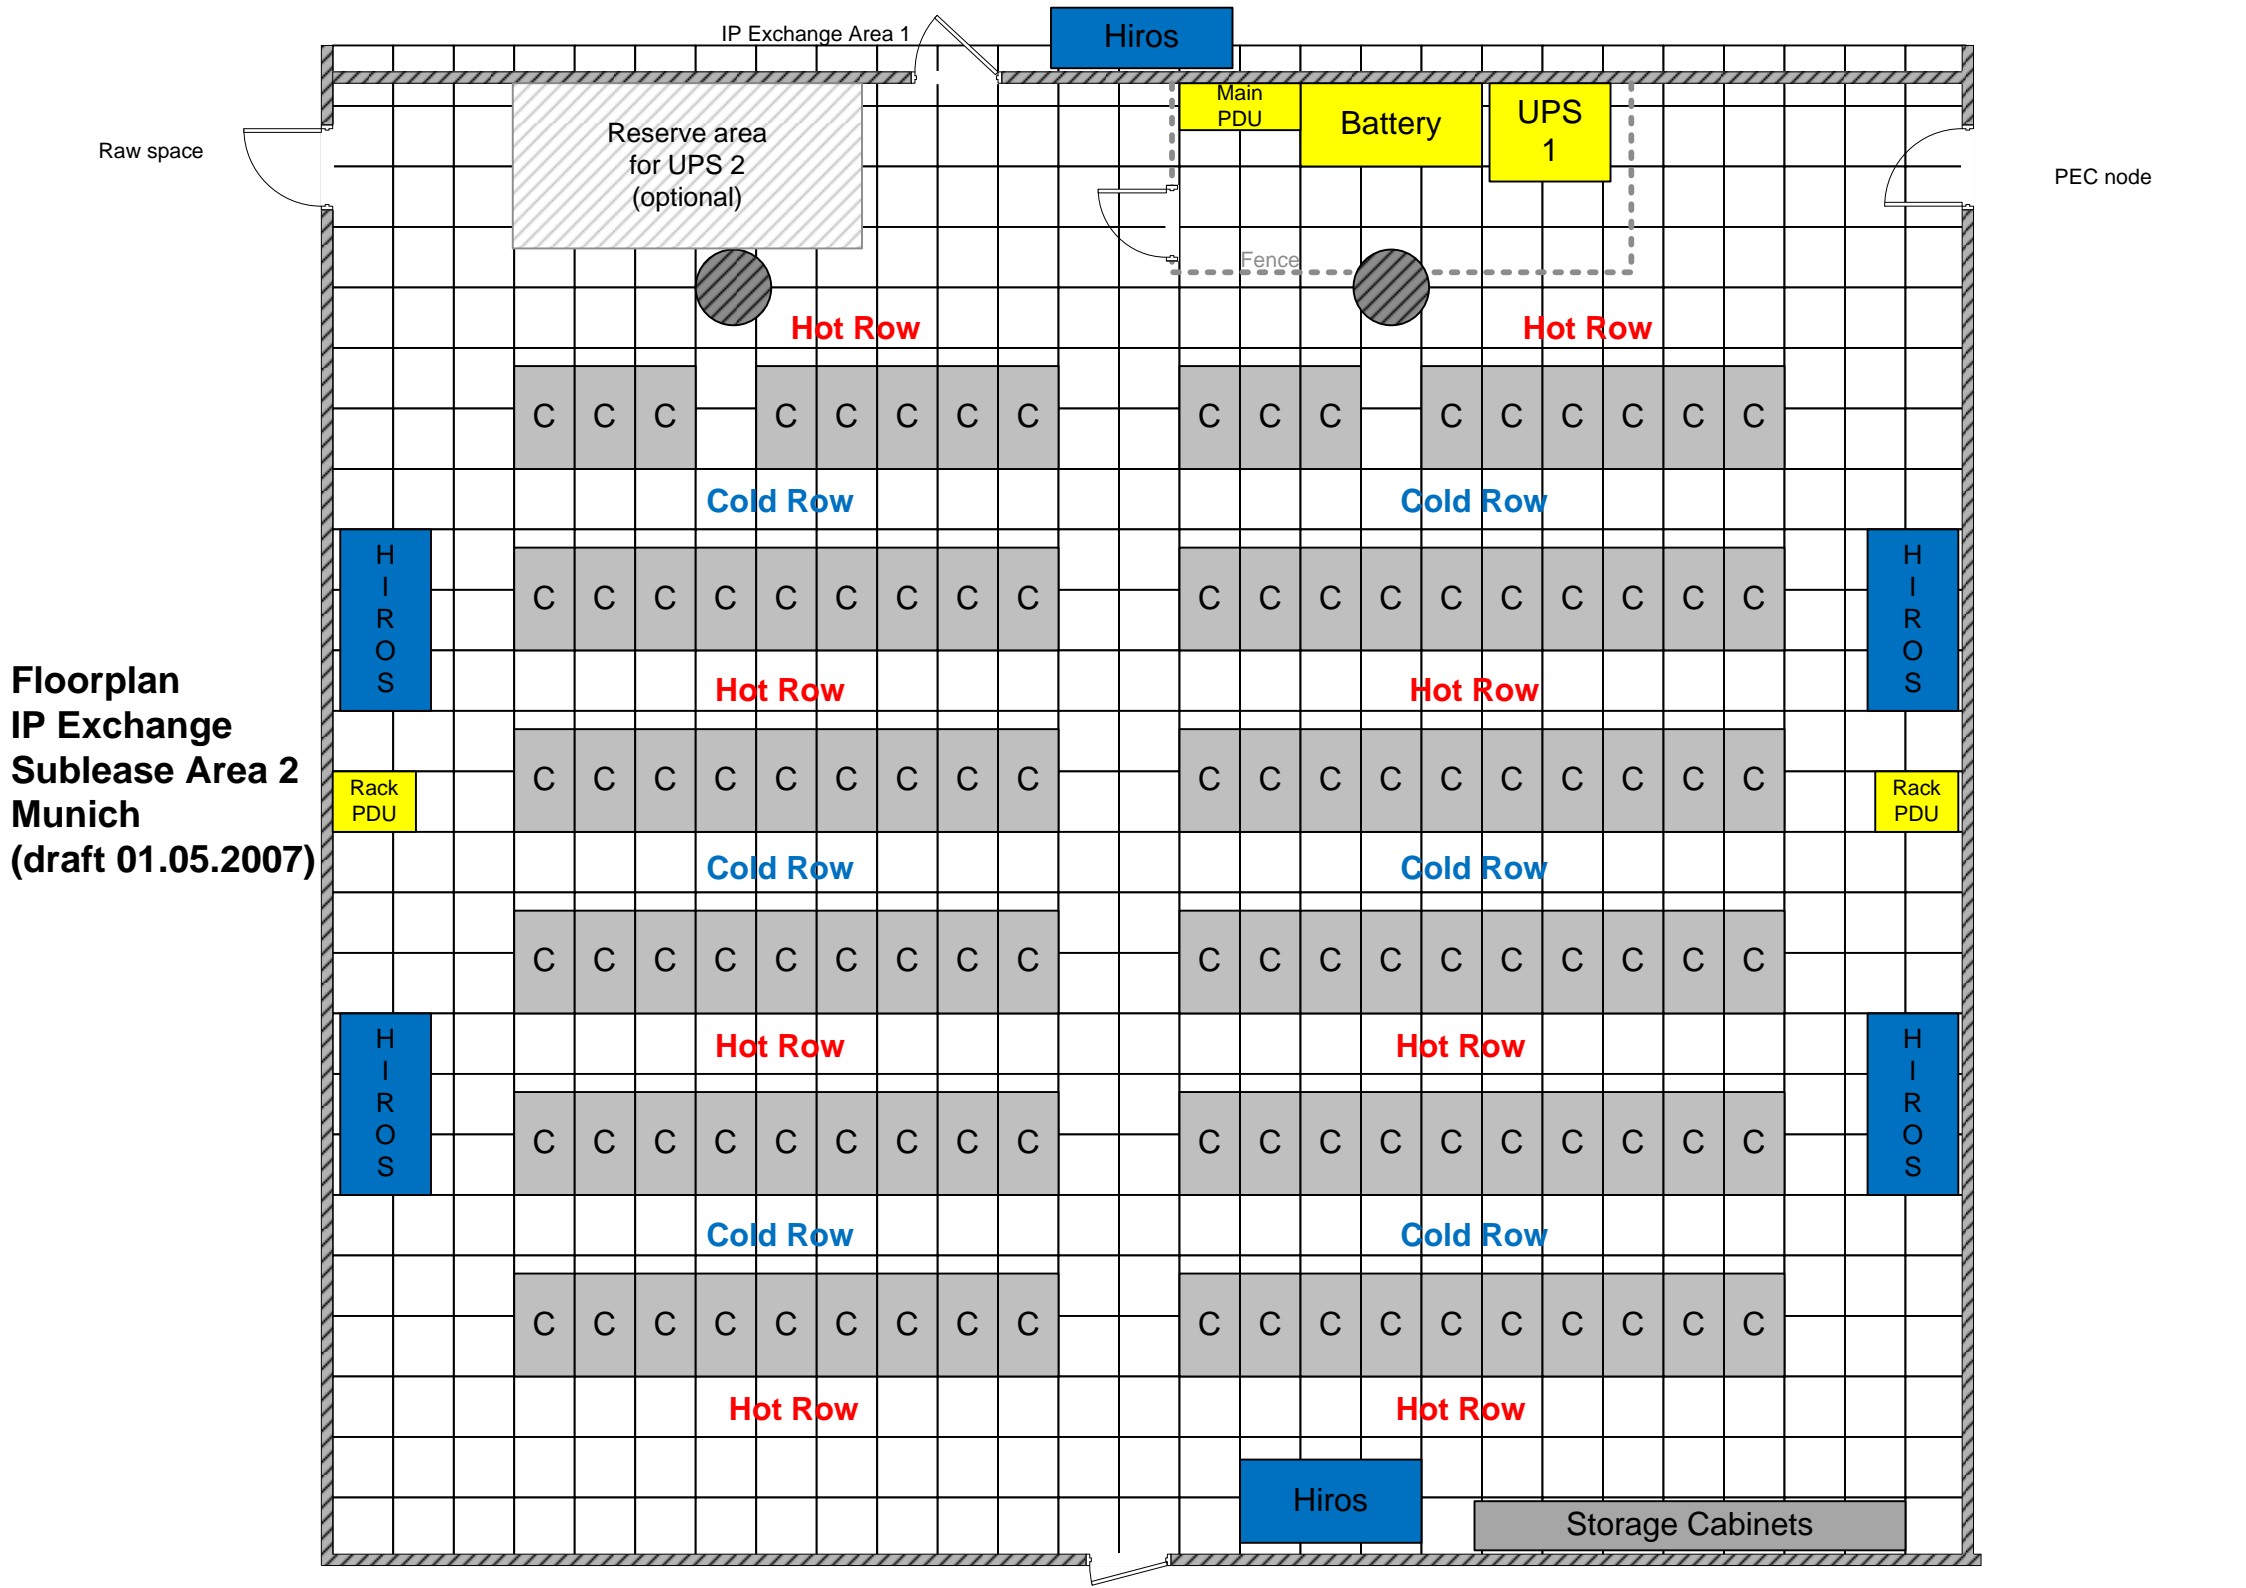 IP Exchange Area 1
Hiros
Raw space
Reserve area
for UPS 2
(optional)
Main
PDU
Battery
UPS
1
PEC node
Fence
Hot Row
Hot Row
C C C C C C C C
C C C C C C C C C
Cold Row
Cold Row
H
I
R
O
S
C C C C C C C C C
C C C C C C C C C C
H
I
R
O
S
Hot Row
Hot Row
Floorplan
IP Exchange
Sublease Area 2
Munich
(draft 01.05.2007)
Rack
PDU
C C C C C C C C C
C C C C C C C C C C
Rack
PDU
Cold Row
Cold Row
C C C C C C C C C
C C C C C C C C C C
Hot Row
Hot Row
H
I
R
O
S
C C C C C C C C C
C C C C C C C C C C
H
I
R
O
S
Cold Row
Cold Row
C C C C C C C C C
C C C C C C C C C C
Hot Row
Hot Row
Hiros
Storage Cabinets